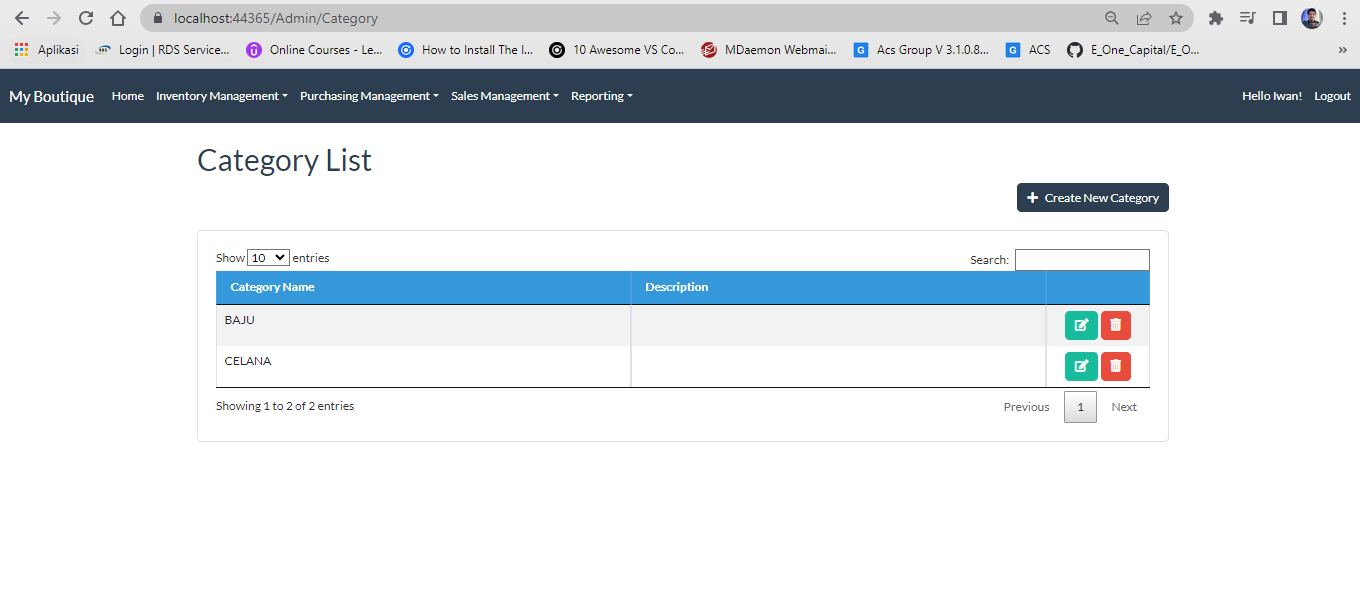 localhost:44365/Admin/Category
Aplikasi Login | RDS Service... Online Courses - Le... How to Install The I... 10 Awesome VS Co... MDaemon Webmai... Acs Group V 3.1.0.8... ACS E_One_Capital/E_O... »
My Boutique Home Inventory Management Purchasing Management Sales Management Reporting Hello Iwan! Logout
Category List
Create New Category
Show 10 entries Search:
Category Name Description
BAJU
CELANA
Showing 1 to 2 of 2 entries Previous 1 Next